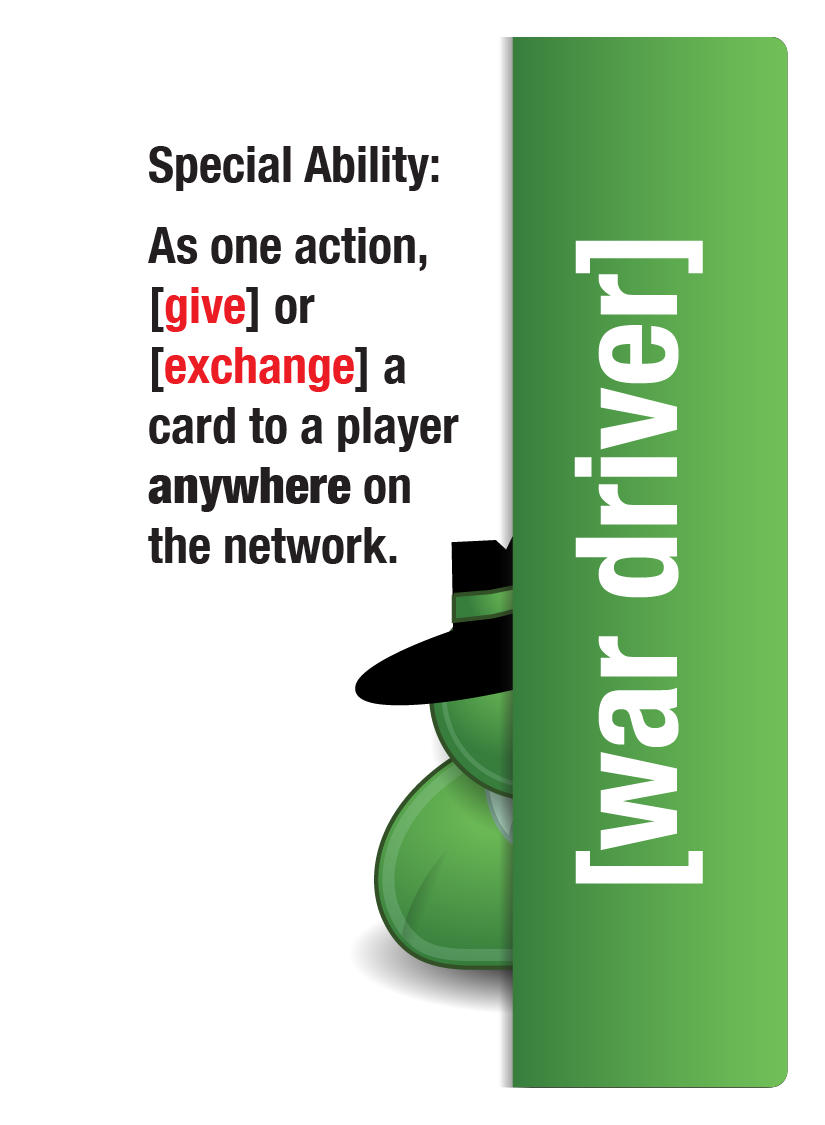 Special Ability:
As one action,
[give] or
[exchange] a
card to a player
anywhere on
the network.
[war driver]